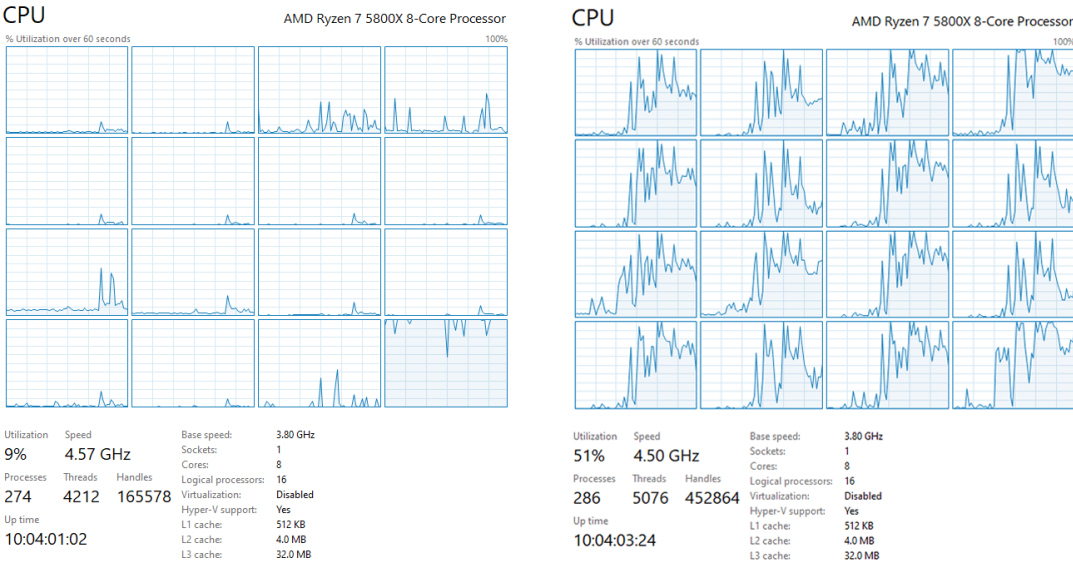 CPU
AMD Ryzen 7 5800X 8-Core Processor
% Utilization over 60 seconds
100%
Utilization
Speed
9%
4.57 GHz
Processes
Threads
Handles
274
4212
165578
Up time
10:04:01:02
Base speed:
3.80 GHz
Sockets:
1
Cores:
8
Logical processors:
16
Virtualization:
Disabled
Hyper-V support:
Yes
L1 cache:
512 KB
L2 cache:
4.0 MB
L3 cache:
32.0 MB
CPU
AMD Ryzen 7 5800X 8-Core Processor
% Utilization over 60 seconds
100%
Utilization
Speed
51%
4.50 GHz
Processes
Threads
Handles
286
5076
452864
Up time
10:04:03:24
Base speed:
3.80 GHz
Sockets:
1
Cores:
8
Logical processors:
16
Virtualization:
Disabled
Hyper-V support:
Yes
L1 cache:
512 KB
L2 cache:
4.0 MB
L3 cache:
32.0 MB